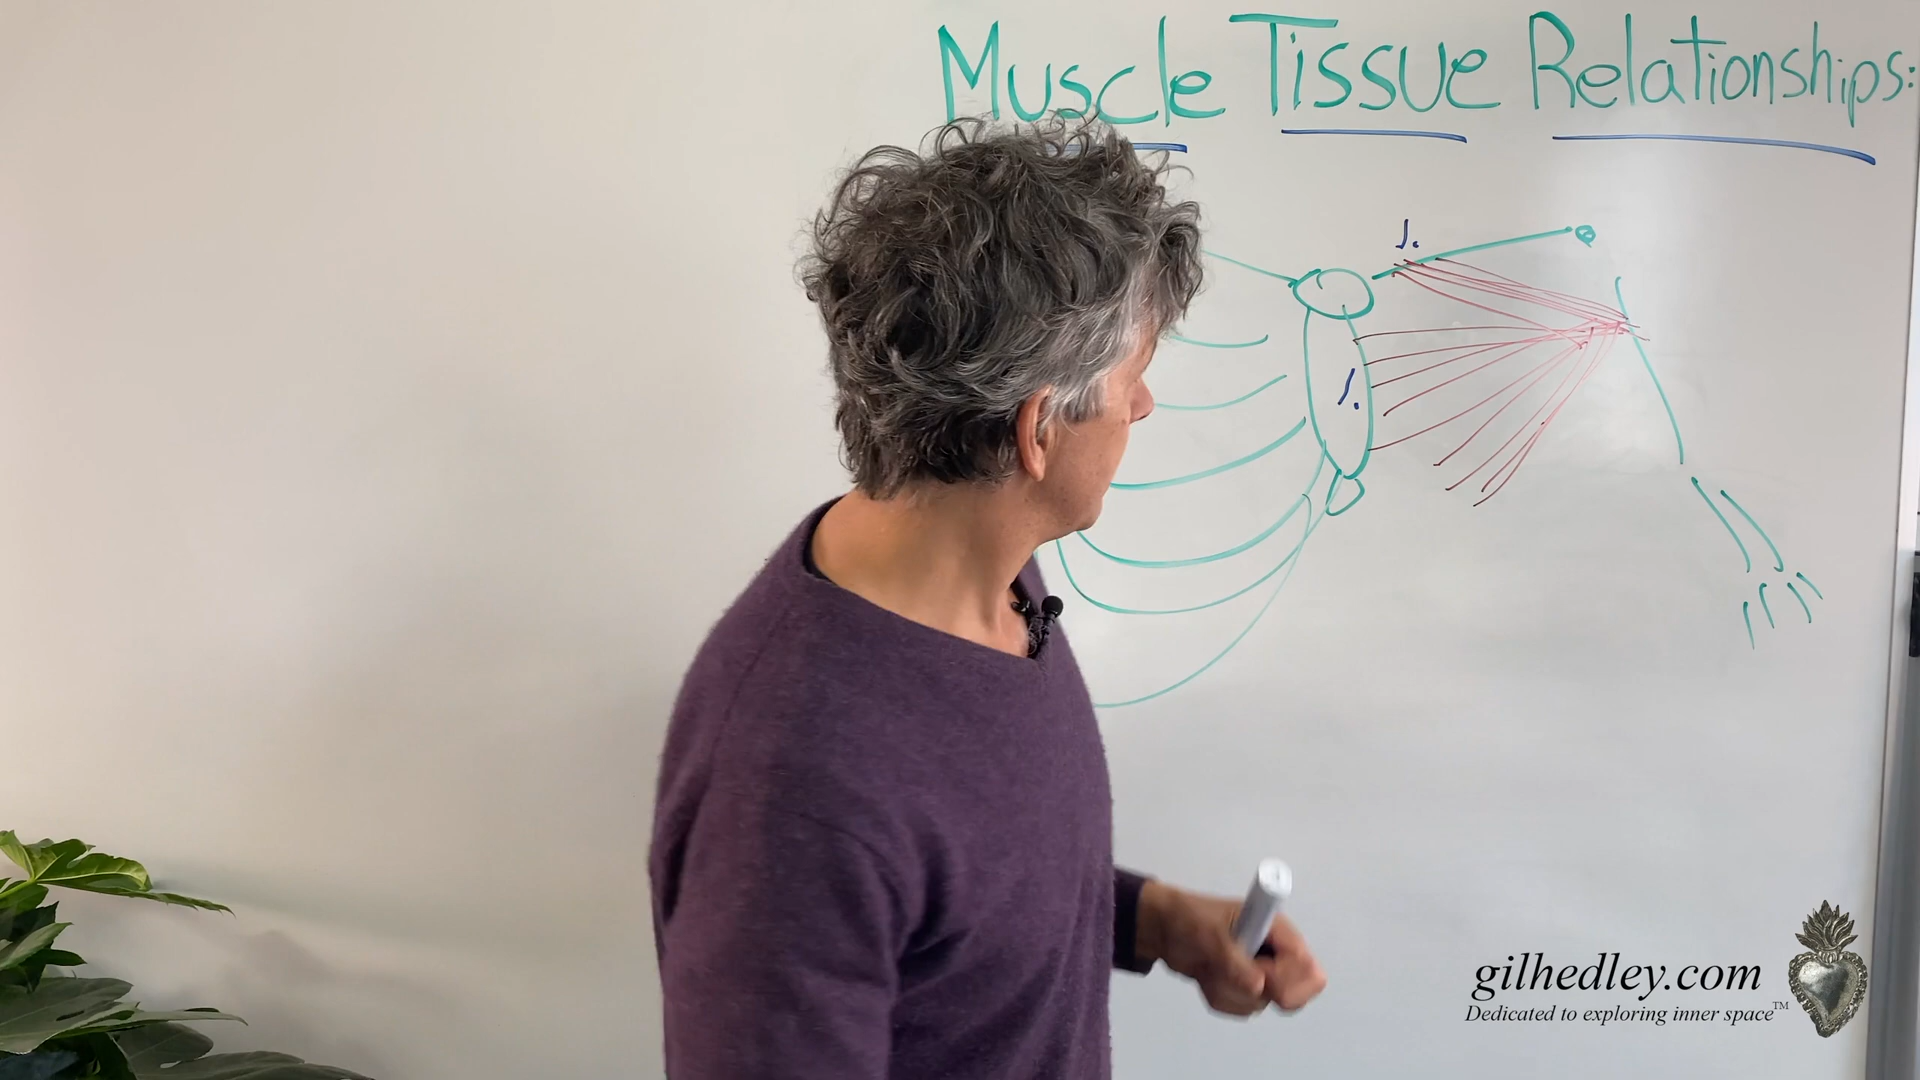 Muscle Tissue Relationships:
1.
1.
gilhedley.com
Dedicated to exploring inner space™